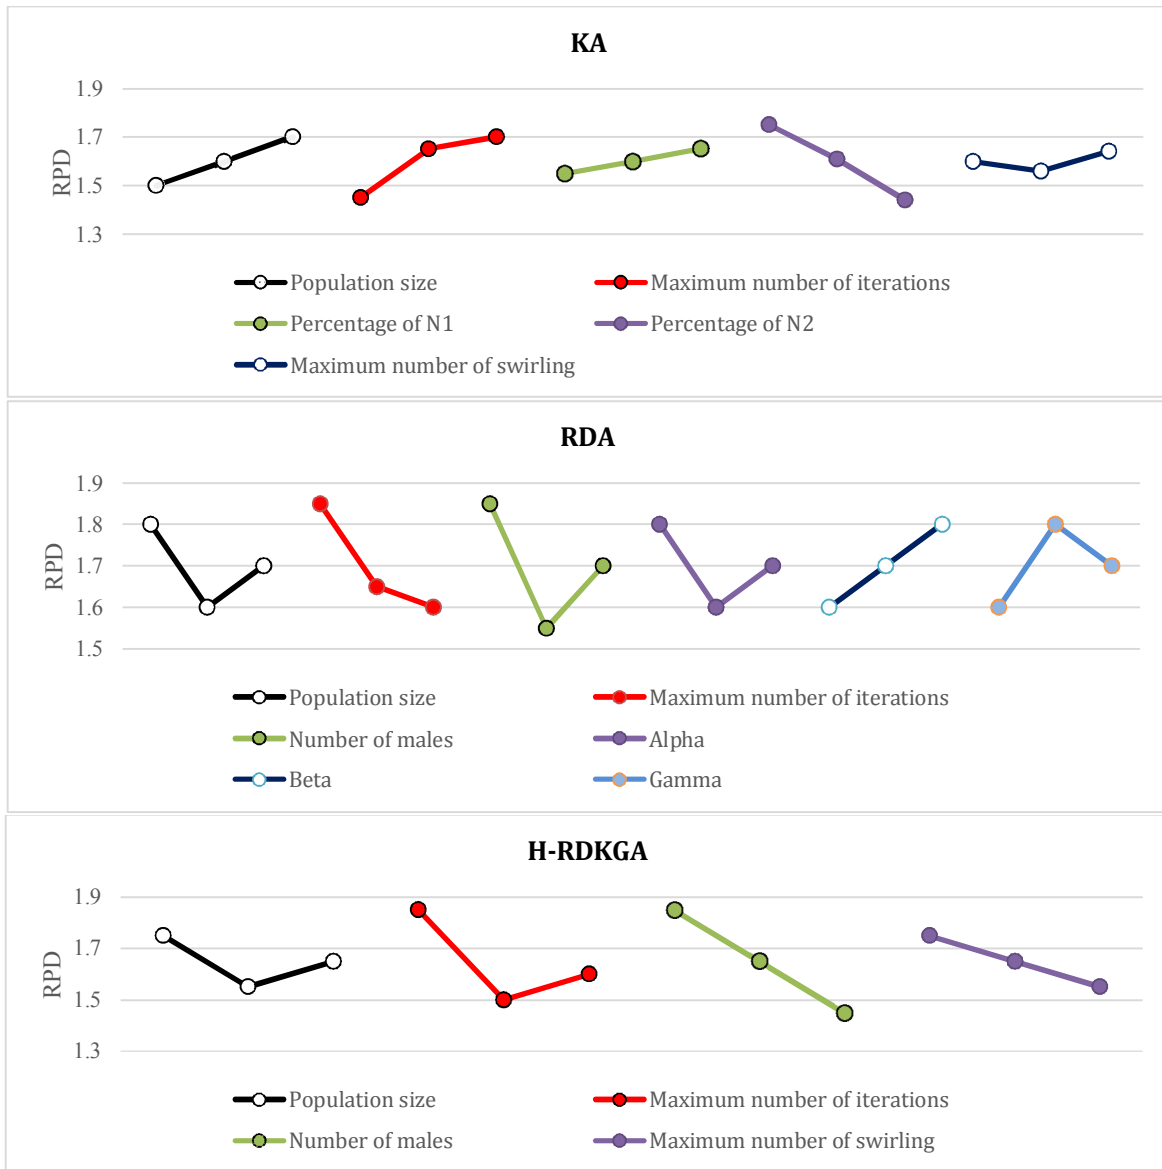 KA
1.9
1.7
1.5
1.3
RPD
Population size
Maximum number of iterations
Percentage of N1
Percentage of N2
Maximum number of swirling
RDA
1.9
1.8
1.7
1.6
1.5
RPD
Population size
Maximum number of iterations
Number of males
Alpha
Beta
Gamma
H-RDKGA
1.9
1.7
1.5
1.3
RPD
Population size
Maximum number of iterations
Number of males
Maximum number of swirling